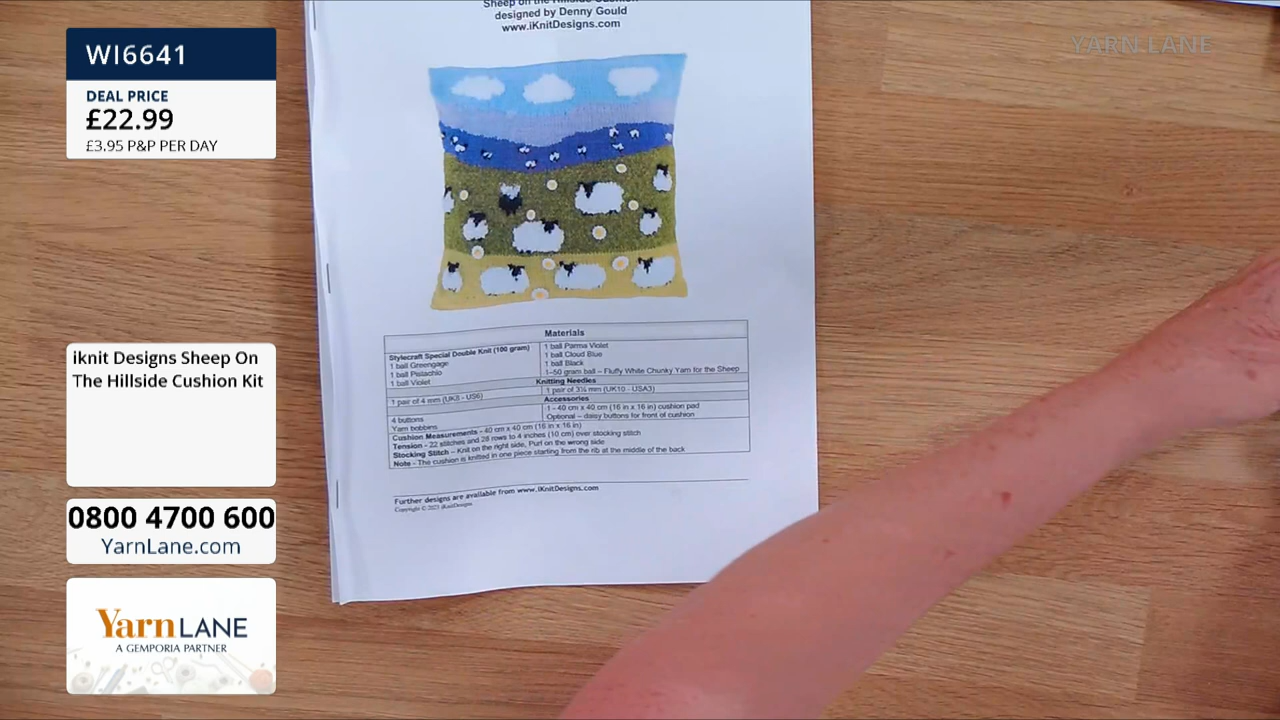 WI6641
DEAL PRICE
£22.99
£3.95 P&P PER DAY
iknit Designs Sheep On
The Hillside Cushion Kit
0800 4700 600
YarnLane.com
Yarn LANE
A GEMPORIA PARTNER
YARN LANE
Sheep on the Hillside Cushion
designed by Denny Gould
www.iKnitDesigns.com
Materials
Stylecraft Special Double Knit (100 gram)
1 ball Greengage
1 ball Pistachio
1 ball Violet
1 ball Parma Violet
1 ball Cloud Blue
1 ball Black
1-50 gram ball – Fluffy White Chunky Yarn for the Sheep
Knitting Needles
1 pair of 4 mm (UK8 - US6)
1 pair of 3¼ mm (UK10 - USA3)
Accessories
4 buttons
Yarn bobbins
1 - 40 cm x 40 cm (16 in x 16 in) cushion pad
Optional – daisy buttons for front of cushion
Cushion Measurements - 40 cm x 40 cm (16 in x 16 in)
Tension - 22 stitches and 28 rows to 4 inches (10 cm) over stocking stitch
Stocking Stitch – Knit on the right side, Purl on the wrong side
Note - The cushion is knitted in one piece starting from the rib at the middle of the back
Further designs are available from www.iKnitDesigns.com
Copyright © 2023 iKnitDesigns